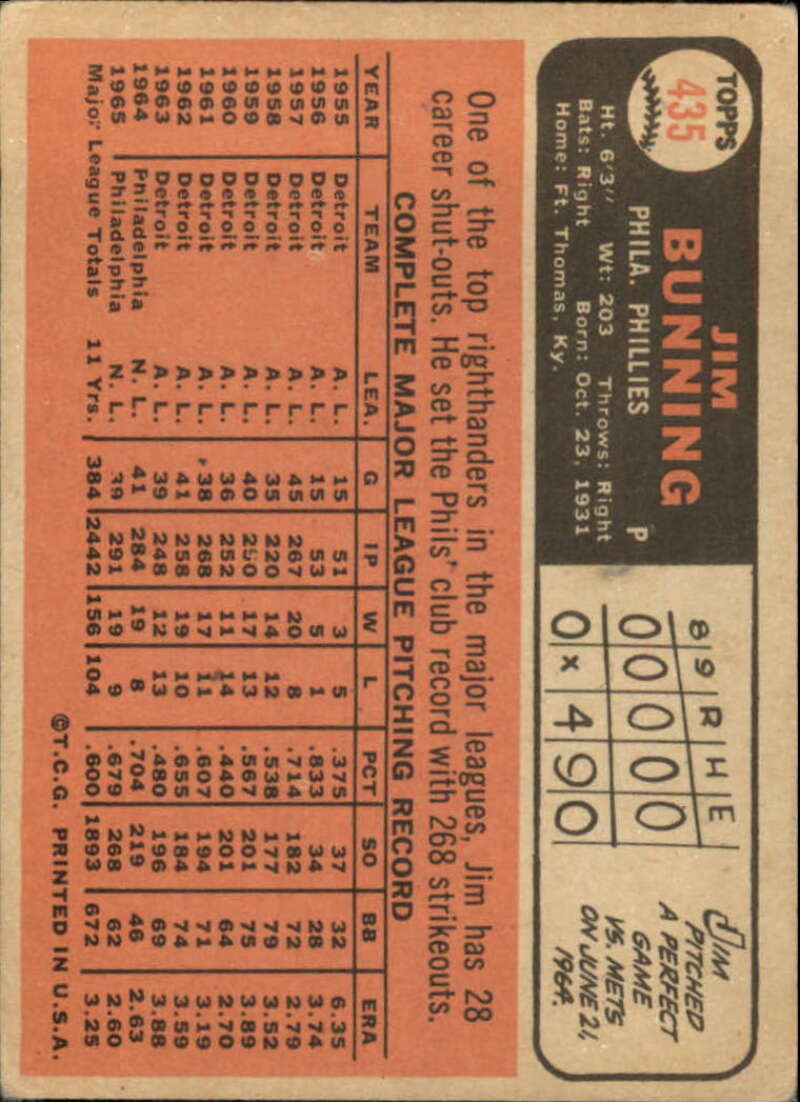 TOPPS
435
JIM
BUNNING
PHILA. PHILLIES P
Ht: 6'3" Wt: 203 Throws: Right
Bats: Right Born: Oct. 23, 1931
Home: Ft. Thomas, Ky.
8 9 R H E
0 0 0 0 0
0 x 4 9 0
JIM
PITCHED
A PERFECT
GAME
VS. METS
ON JUNE 21,
1964.
One of the top righthanders in the major leagues, Jim has 28
career shut-outs. He set the Phils' club record with 268 strikeouts.
COMPLETE MAJOR LEAGUE PITCHING RECORD
YEAR TEAM LEA. G IP W L PCT SO BB ERA
1955 Detroit A. L. 15 51 3 5 .375 37 32 6.35
1956 Detroit A. L. 15 53 5 1 .833 34 28 3.74
1957 Detroit A. L. 45 267 20 8 .714 182 72 2.79
1958 Detroit A. L. 35 220 14 12 .538 177 79 3.52
1959 Detroit A. L. 40 250 17 13 .567 201 75 3.89
1960 Detroit A. L. 36 252 11 14 .440 201 64 2.70
1961 Detroit A. L. 38 268 17 11 .607 194 71 3.19
1962 Detroit A. L. 41 258 19 10 .655 184 74 3.59
1963 Detroit A. L. 39 248 12 13 .480 196 69 3.88
1964 Philadelphia N. L. 41 284 19 8 .704 219 46 2.63
1965 Philadelphia N. L. 39 291 19 9 .679 268 62 2.60
Major League Totals 11 Yrs. 384 2442 156 104 .600 1893 672 3.25
©T.C.G. PRINTED IN U.S.A.